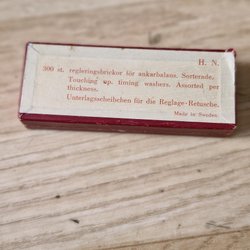 H. N.
300 st. regleringsbrickor för ankarbalans. Sorterade.
Touching up, timing washers. Assorted per
thickness.
Unterlagsscheibchen für die Reglage-Retusche.
Made in Sweden